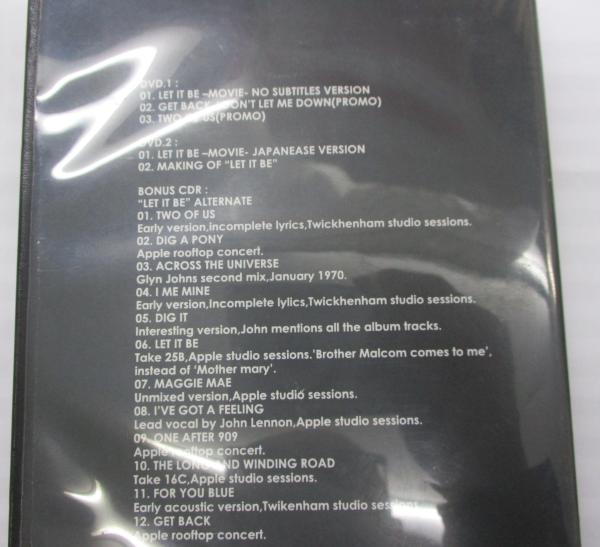 DVD.1 :
01. LET IT BE –MOVIE- NO SUBTITLES VERSION
02. GET BACK / DON'T LET ME DOWN(PROMO)
03. TWO OF US(PROMO)
DVD.2 :
01. LET IT BE –MOVIE- JAPANEASE VERSION
02. MAKING OF “LET IT BE”
BONUS CDR :
“LET IT BE” ALTERNATE
01. TWO OF US
Early version,incomplete lyrics,Twickhenham studio sessions.
02. DIG A PONY
Apple rooftop concert.
03. ACROSS THE UNIVERSE
Glyn Johns second mix,January 1970.
04. I ME MINE
Early version,Incomplete lylics,Twickhenham studio sessions.
05. DIG IT
Interesting version,John mentions all the album tracks.
06. LET IT BE
Take 25B,Apple studio sessions.'Brother Malcom comes to me',
instead of 'Mother mary'.
07. MAGGIE MAE
Unmixed version,Apple studio sessions.
08. I'VE GOT A FEELING
Lead vocal by John Lennon,Apple studio sessions.
09. ONE AFTER 909
Apple rooftop concert.
10. THE LONG AND WINDING ROAD
Take 16C,Apple studio sessions.
11. FOR YOU BLUE
Early acoustic version,Twikenham studio sessions.
12. GET BACK
Apple rooftop concert.